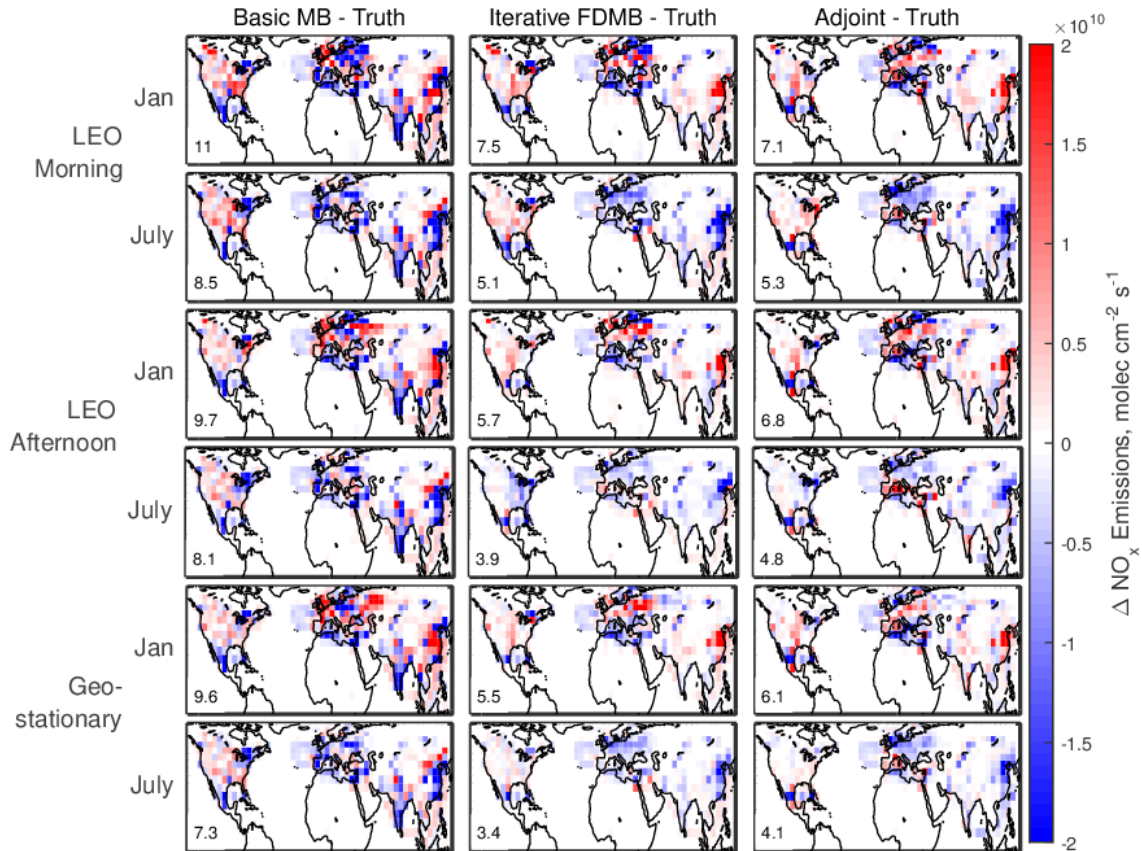 Basic MB - Truth
Iterative FDMB - Truth
Adjoint - Truth
×10¹⁰
LEO
Morning
Jan
11
7.5
7.1
July
8.5
5.1
5.3
LEO
Afternoon
Jan
9.7
5.7
6.8
July
8.1
3.9
4.8
Geo-
stationary
Jan
9.6
5.5
6.1
July
7.3
3.4
4.1
2
1.5
1
0.5
0
-0.5
-1
-1.5
-2
Δ NOₓ Emissions, molec cm⁻² s⁻¹